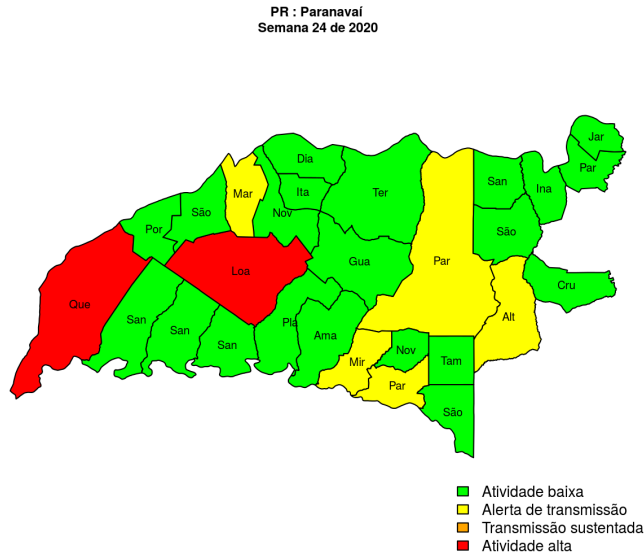 PR : Paranavaí
Semana 24 de 2020
Jar
Dia
Par
Mar
Ita
Ter
San
Ina
São
Nov
Por
São
Loa
Gua
Par
Cru
Que
San
San
Pla
Alt
Ama
San
Nov
Mir
Tam
Par
São
Atividade baixa
Alerta de transmissão
Transmissão sustentada
Atividade alta